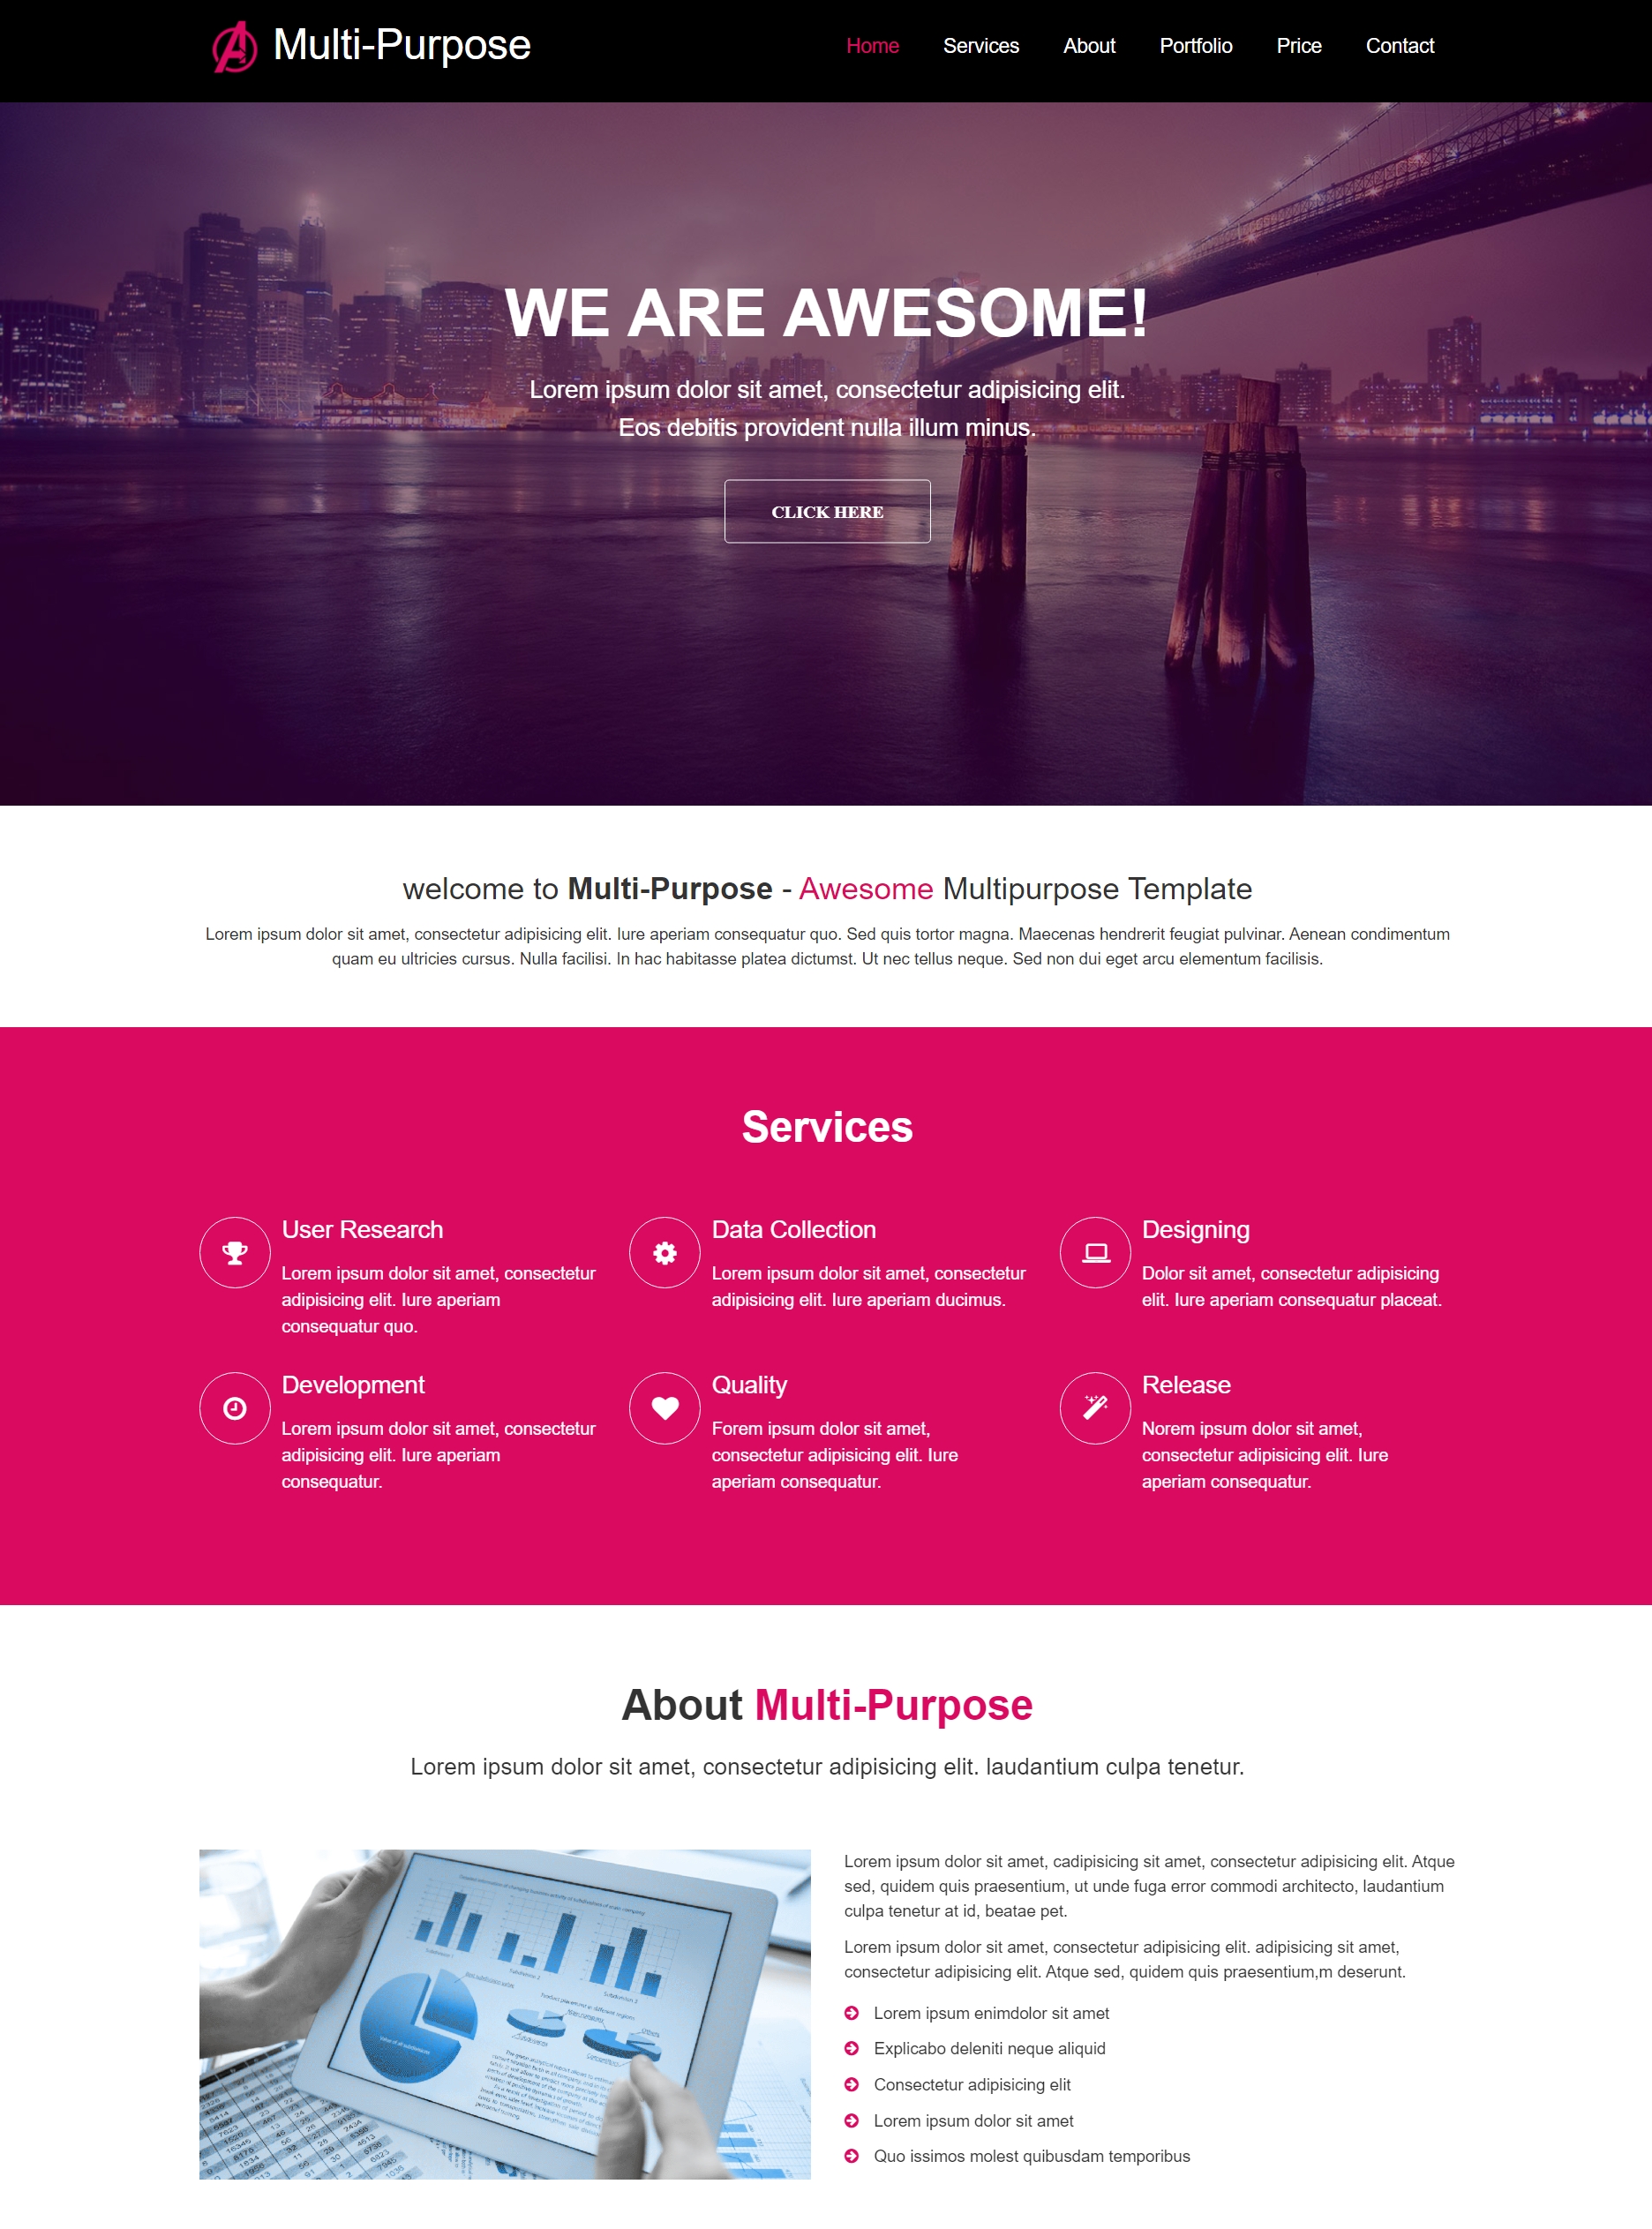 Multi-Purpose
Home Services About Portfolio Price Contact
WE ARE AWESOME!
Lorem ipsum dolor sit amet, consectetur adipisicing elit.
Eos debitis provident nulla illum minus.
CLICK HERE
welcome to Multi-Purpose - Awesome Multipurpose Template
Lorem ipsum dolor sit amet, consectetur adipisicing elit. Iure aperiam consequatur quo. Sed quis tortor magna. Maecenas hendrerit feugiat pulvinar. Aenean condimentum
quam eu ultricies cursus. Nulla facilisi. In hac habitasse platea dictumst. Ut nec tellus neque. Sed non dui eget arcu elementum facilisis.
Services
User Research
Lorem ipsum dolor sit amet, consectetur
adipisicing elit. Iure aperiam
consequatur quo.
Data Collection
Lorem ipsum dolor sit amet, consectetur
adipisicing elit. Iure aperiam ducimus.
Designing
Dolor sit amet, consectetur adipisicing
elit. Iure aperiam consequatur placeat.
Development
Lorem ipsum dolor sit amet, consectetur
adipisicing elit. Iure aperiam
consequatur.
Quality
Forem ipsum dolor sit amet,
consectetur adipisicing elit. Iure
aperiam consequatur.
Release
Norem ipsum dolor sit amet,
consectetur adipisicing elit. Iure
aperiam consequatur.
About Multi-Purpose
Lorem ipsum dolor sit amet, consectetur adipisicing elit. laudantium culpa tenetur.
Subdivision 1
Subdivision 2
Subdivision 3
Lorem ipsum dolor sit amet, cadipisicing sit amet, consectetur adipisicing elit. Atque
sed, quidem quis praesentium, ut unde fuga error commodi architecto, laudantium
culpa tenetur at id, beatae pet.
Lorem ipsum dolor sit amet, consectetur adipisicing elit. adipisicing sit amet,
consectetur adipisicing elit. Atque sed, quidem quis praesentium,m deserunt.
Lorem ipsum enimdolor sit amet
Explicabo deleniti neque aliquid
Consectetur adipisicing elit
Lorem ipsum dolor sit amet
Quo issimos molest quibusdam temporibus